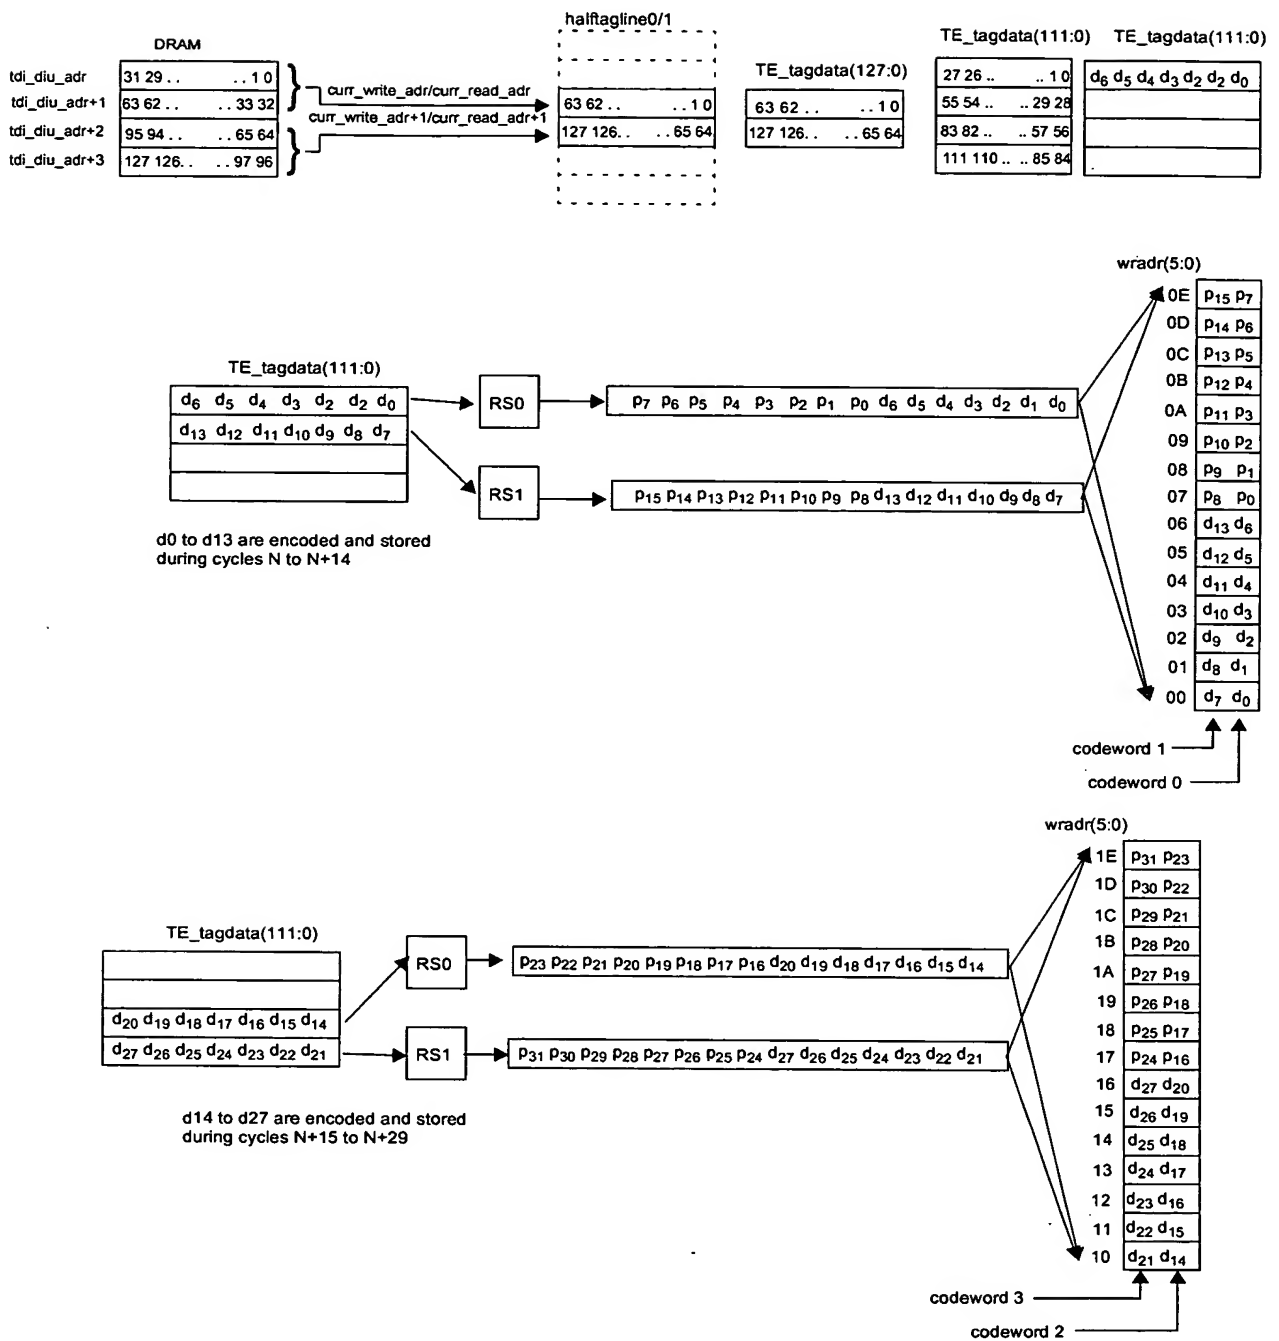 halftagline0/1
DRAM
TE_tagdata(111:0) TE_tagdata(111:0)
TE_tagdata(127:0)
tdi_diu_adr 31 29 . . . . 1 0
tdi_diu_adr+1 63 62 . . . . 33 32
tdi_diu_adr+2 95 94 . . . . 65 64
tdi_diu_adr+3 127 126. . . . 97 96
curr_write_adr/curr_read_adr
curr_write_adr+1/curr_read_adr+1
63 62 . . . . 1 0
127 126. . . . 65 64
63 62 . . . . 1 0
127 126. . . . 65 64
27 26 .. .. 1 0
55 54 .. .. 29 28
83 82 .. .. 57 56
111 110 .. .. 85 84
d6 d5 d4 d3 d2 d2 d0
wradr(5:0)
0E p15 p7
0D p14 p6
0C p13 p5
0B p12 p4
0A p11 p3
09 p10 p2
08 p9 p1
07 p8 p0
06 d13 d6
05 d12 d5
04 d11 d4
03 d10 d3
02 d9 d2
01 d8 d1
00 d7 d0
codeword 1
codeword 0
TE_tagdata(111:0)
d6 d5 d4 d3 d2 d2 d0
d13 d12 d11 d10 d9 d8 d7
RS0
p7 p6 p5 p4 p3 p2 p1 p0 d6 d5 d4 d3 d2 d1 d0
RS1
p15 p14 p13 p12 p11 p10 p9 p8 d13 d12 d11 d10 d9 d8 d7
d0 to d13 are encoded and stored
during cycles N to N+14
wradr(5:0)
1E p31 p23
1D p30 p22
1C p29 p21
1B p28 p20
1A p27 p19
19 p26 p18
18 p25 p17
17 p24 p16
16 d27 d20
15 d26 d19
14 d25 d18
13 d24 d17
12 d23 d16
11 d22 d15
10 d21 d14
codeword 3
codeword 2
TE_tagdata(111:0)
d20 d19 d18 d17 d16 d15 d14
d27 d26 d25 d24 d23 d22 d21
RS0
p23 p22 p21 p20 p19 p18 p17 p16 d20 d19 d18 d17 d16 d15 d14
RS1
p31 p30 p29 p28 p27 p26 p25 p24 d27 d26 d25 d24 d23 d22 d21
d14 to d27 are encoded and stored
during cycles N+15 to N+29